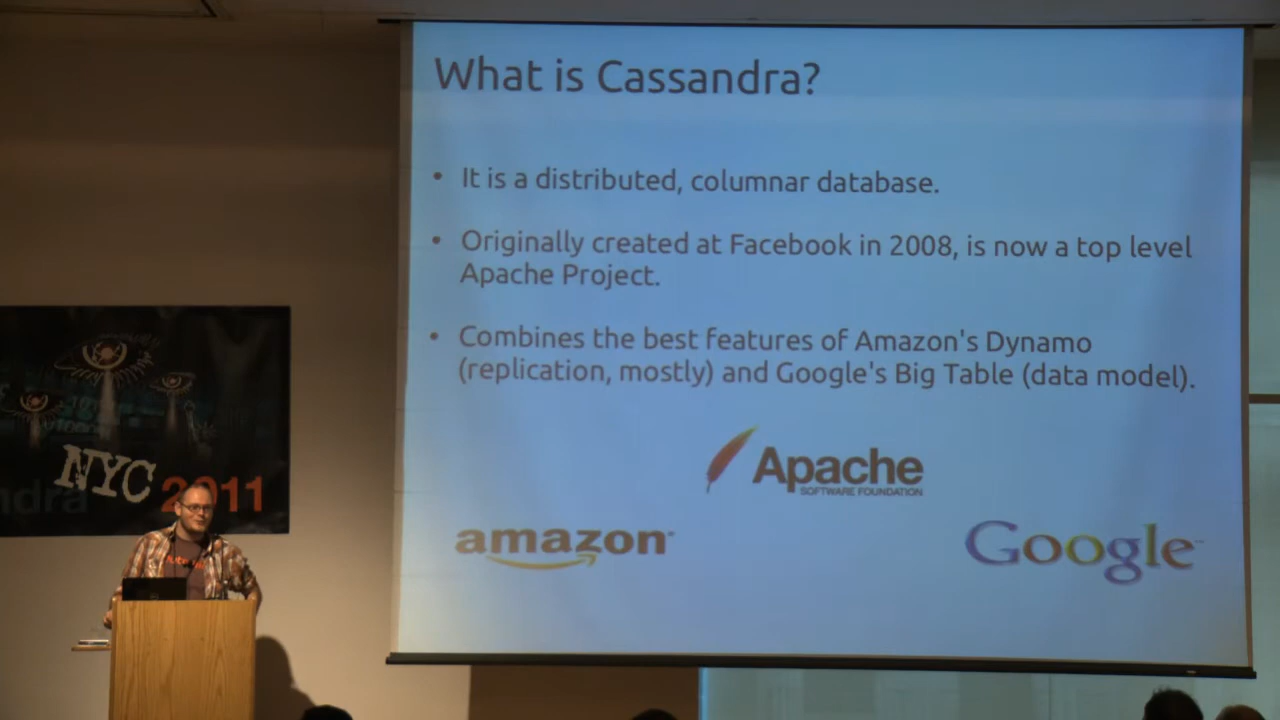 What is Cassandra?
• It is a distributed, columnar database.
• Originally created at Facebook in 2008, is now a top level
Apache Project.
• Combines the best features of Amazon's Dynamo
(replication, mostly) and Google's Big Table (data model).
Apache
SOFTWARE FOUNDATION
amazon
Google
NYC
ndra 2011